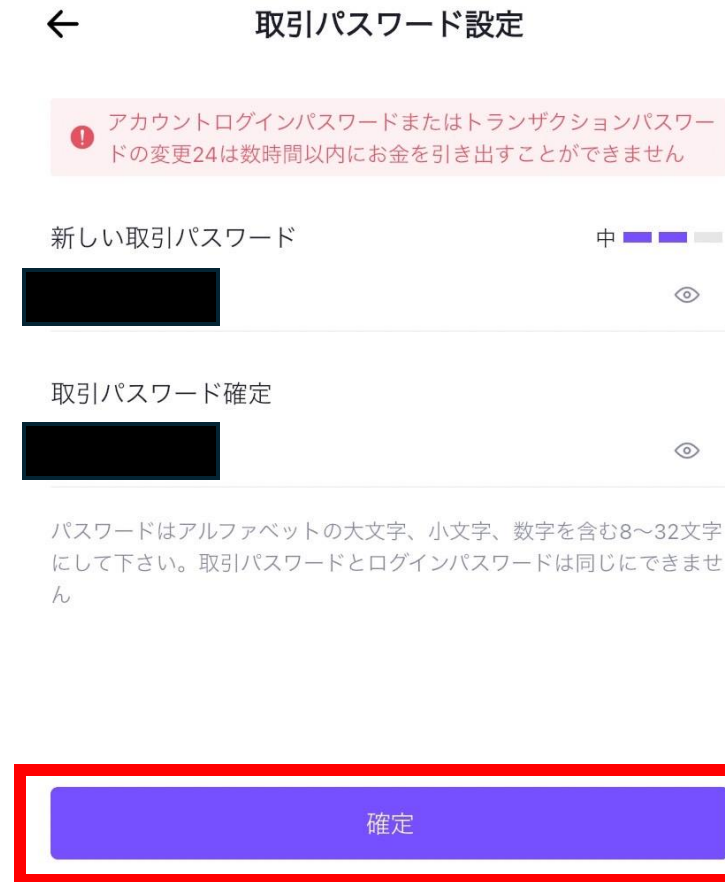 取引パスワード設定
アカウントログインパスワードまたはトランザクションパスワー
ドの変更24は数時間以内にお金を引き出すことができません
新しい取引パスワード
中
取引パスワード確定
パスワードはアルファベットの大文字、小文字、数字を含む8〜32文字
にして下さい。取引パスワードとログインパスワードは同じにできませ
ん
確定